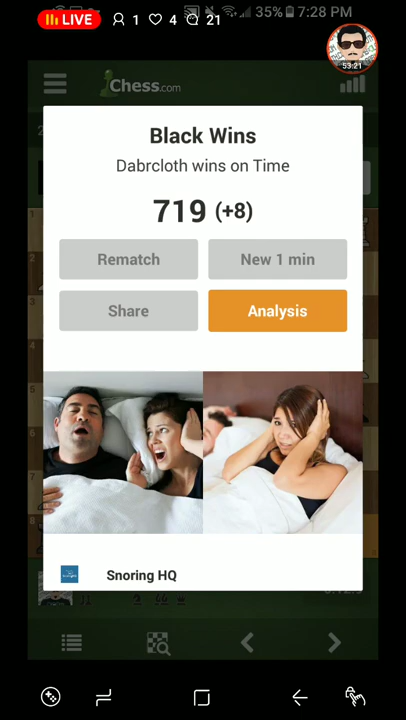 LIVE 1 4 21 35% 7:28 PM
53:21
Chess.com
Black Wins
Dabrcloth wins on Time
719 (+8)
Rematch New 1 min
Share Analysis
Snoring HQ